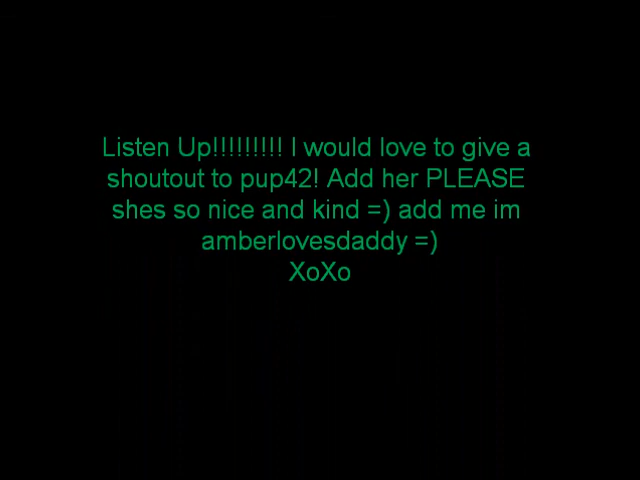 Listen Up!!!!!!!!! I would love to give a
shoutout to pup42! Add her PLEASE
shes so nice and kind =) add me im
amberlovesdaddy =)
XoXo